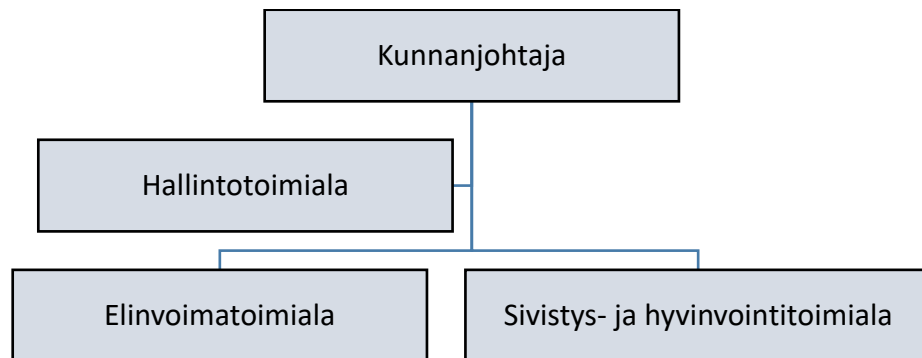 Kunnanjohtaja
Hallintotoimiala
Elinvoimatoimiala
Sivistys- ja hyvinvointitoimiala